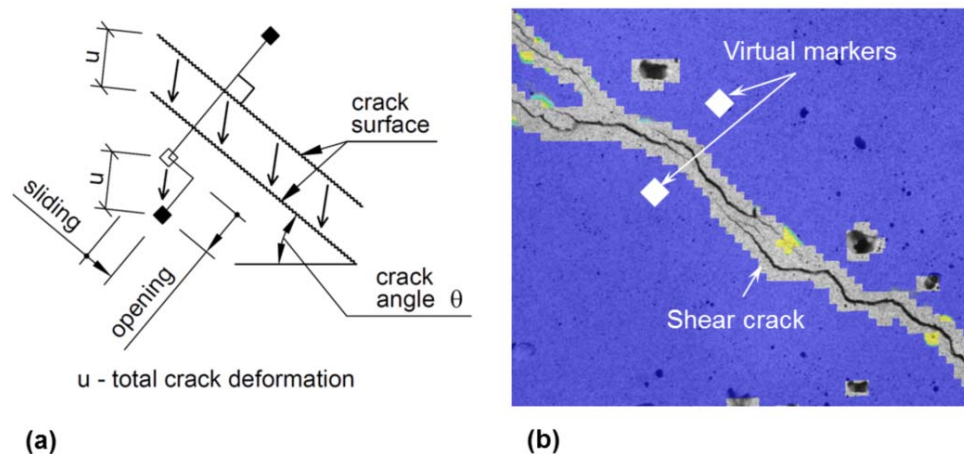 u
u
sliding
opening
crack
surface
crack
angle θ
u - total crack deformation
(a)
Virtual markers
Shear crack
(b)